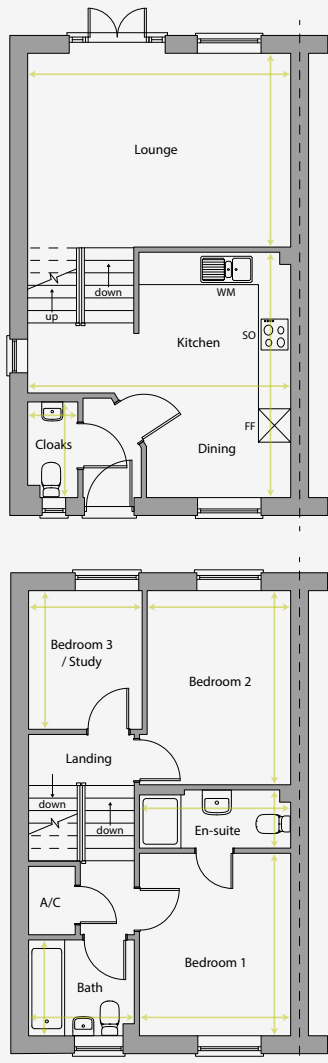 Lounge
down
up
WM
Kitchen
SO
FF
Cloaks
Dining
Bedroom 3
/ Study
Bedroom 2
Landing
down
down
En-suite
A/C
Bath
Bedroom 1